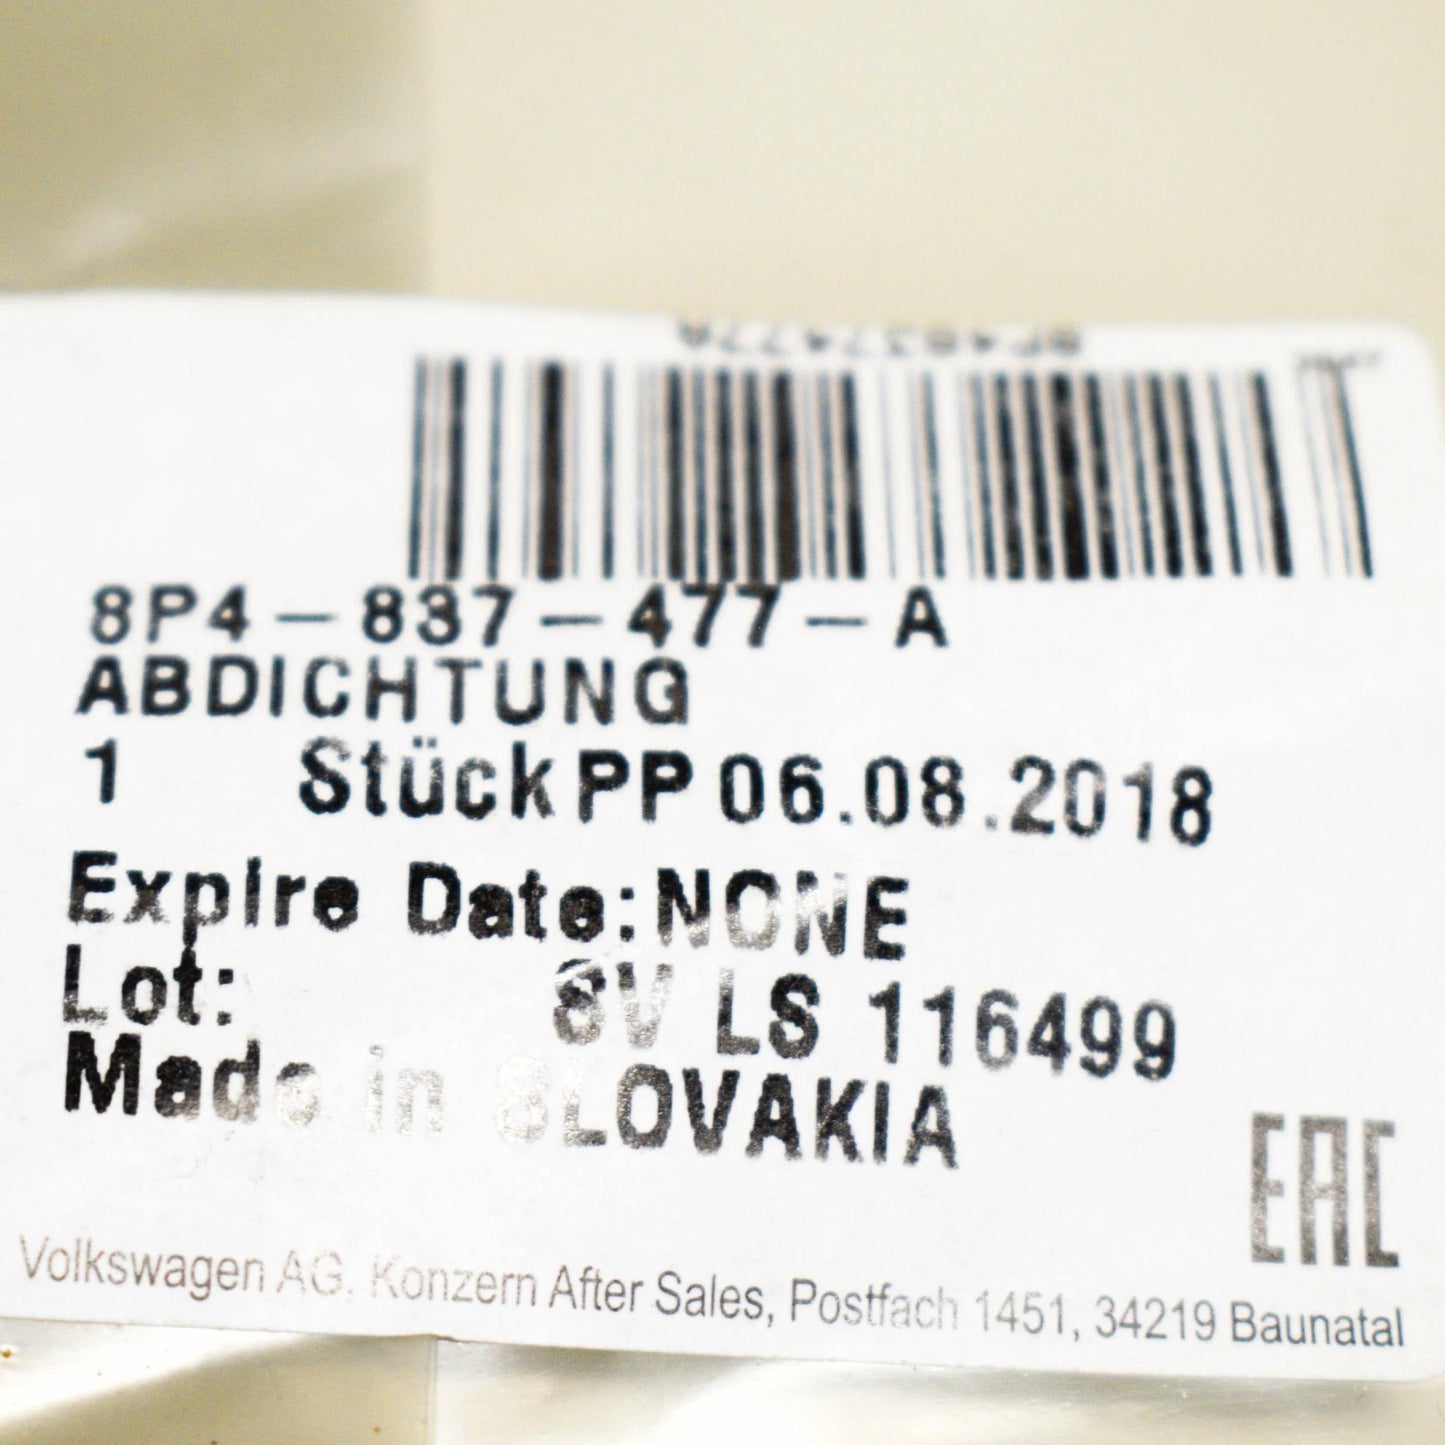 8P4-837-477-A
ABDICHTUNG
1 Stück PP 06.08.2018
Expire Date: NONE
Lot: SV LS 116499
Made in SLOVAKIA
EAC
Volkswagen AG, Konzern After Sales, Postfach 1451, 34219 Baunatal